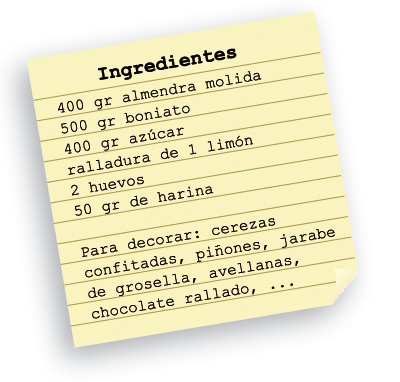 Ingredientes
400 gr almendra molida
500 gr boniato
400 gr azúcar
ralladura de 1 limón
2 huevos
50 gr de harina
Para decorar: cerezas
confitadas, piñones, jarabe
de grosella, avellanas,
chocolate rallado, ...